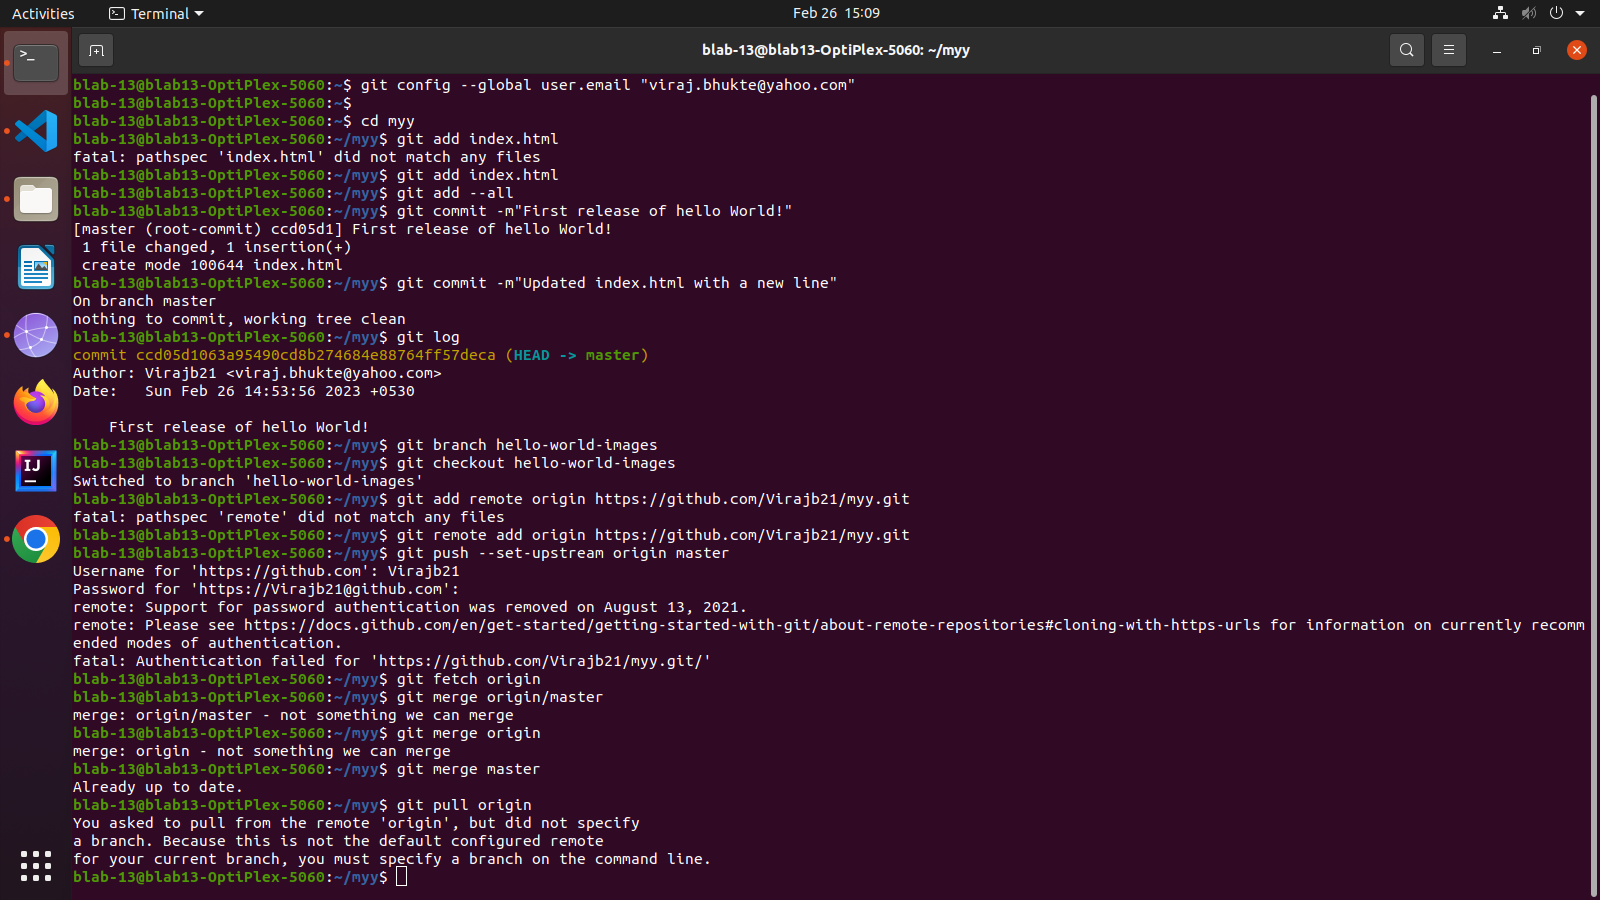 Activities Terminal Feb 26 15:09
blab-13@blab13-OptiPlex-5060: ~/myy
blab-13@blab13-OptiPlex-5060:~$ git config --global user.email "viraj.bhukte@yahoo.com"
blab-13@blab13-OptiPlex-5060:~$
blab-13@blab13-OptiPlex-5060:~$ cd myy
blab-13@blab13-OptiPlex-5060:~/myy$ git add index.html
fatal: pathspec 'index.html' did not match any files
blab-13@blab13-OptiPlex-5060:~/myy$ git add index.html
blab-13@blab13-OptiPlex-5060:~/myy$ git add --all
blab-13@blab13-OptiPlex-5060:~/myy$ git commit -m"First release of hello World!"
[master (root-commit) ccd05d1] First release of hello World!
 1 file changed, 1 insertion(+)
 create mode 100644 index.html
blab-13@blab13-OptiPlex-5060:~/myy$ git commit -m"Updated index.html with a new line"
On branch master
nothing to commit, working tree clean
blab-13@blab13-OptiPlex-5060:~/myy$ git log
commit ccd05d1063a95490cd8b274684e88764ff57deca (HEAD -> master)
Author: Virajb21 <viraj.bhukte@yahoo.com>
Date:   Sun Feb 26 14:53:56 2023 +0530
    First release of hello World!
blab-13@blab13-OptiPlex-5060:~/myy$ git branch hello-world-images
blab-13@blab13-OptiPlex-5060:~/myy$ git checkout hello-world-images
Switched to branch 'hello-world-images'
blab-13@blab13-OptiPlex-5060:~/myy$ git add remote origin https://github.com/Virajb21/myy.git
fatal: pathspec 'remote' did not match any files
blab-13@blab13-OptiPlex-5060:~/myy$ git remote add origin https://github.com/Virajb21/myy.git
blab-13@blab13-OptiPlex-5060:~/myy$ git push --set-upstream origin master
Username for 'https://github.com': Virajb21
Password for 'https://Virajb21@github.com':
remote: Support for password authentication was removed on August 13, 2021.
remote: Please see https://docs.github.com/en/get-started/getting-started-with-git/about-remote-repositories#cloning-with-https-urls for information on currently recomm
ended modes of authentication.
fatal: Authentication failed for 'https://github.com/Virajb21/myy.git/'
blab-13@blab13-OptiPlex-5060:~/myy$ git fetch origin
blab-13@blab13-OptiPlex-5060:~/myy$ git merge origin/master
merge: origin/master - not something we can merge
blab-13@blab13-OptiPlex-5060:~/myy$ git merge origin
merge: origin - not something we can merge
blab-13@blab13-OptiPlex-5060:~/myy$ git merge master
Already up to date.
blab-13@blab13-OptiPlex-5060:~/myy$ git pull origin
You asked to pull from the remote 'origin', but did not specify
a branch. Because this is not the default configured remote
for your current branch, you must specify a branch on the command line.
blab-13@blab13-OptiPlex-5060:~/myy$
IJ